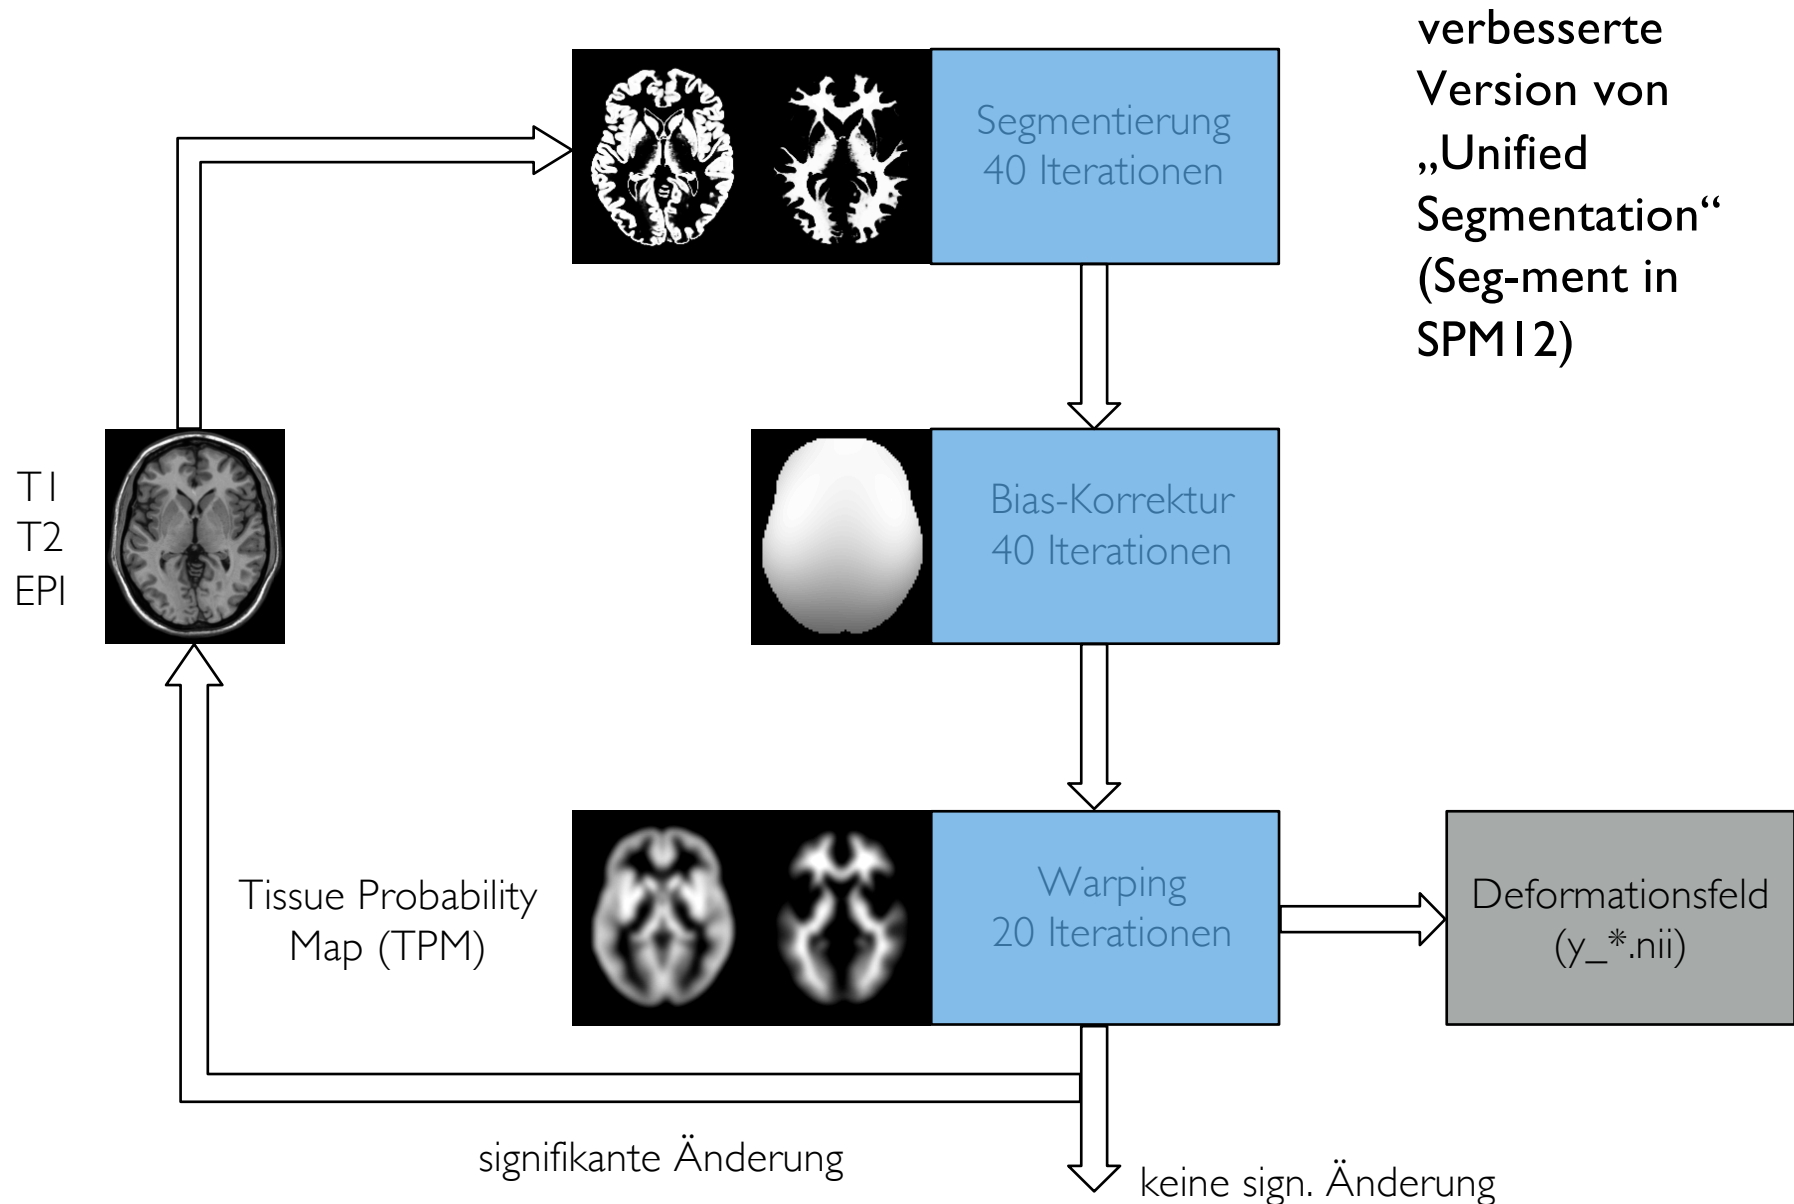 verbesserte
Version von
„Unified
Segmentation“
(Seg-ment in
SPM12)
Segmentierung
40 Iterationen
T1
T2
EPI
Bias-Korrektur
40 Iterationen
Tissue Probability
Map (TPM)
Warping
20 Iterationen
Deformationsfeld
(y_*.nii)
signifikante Änderung
keine sign. Änderung